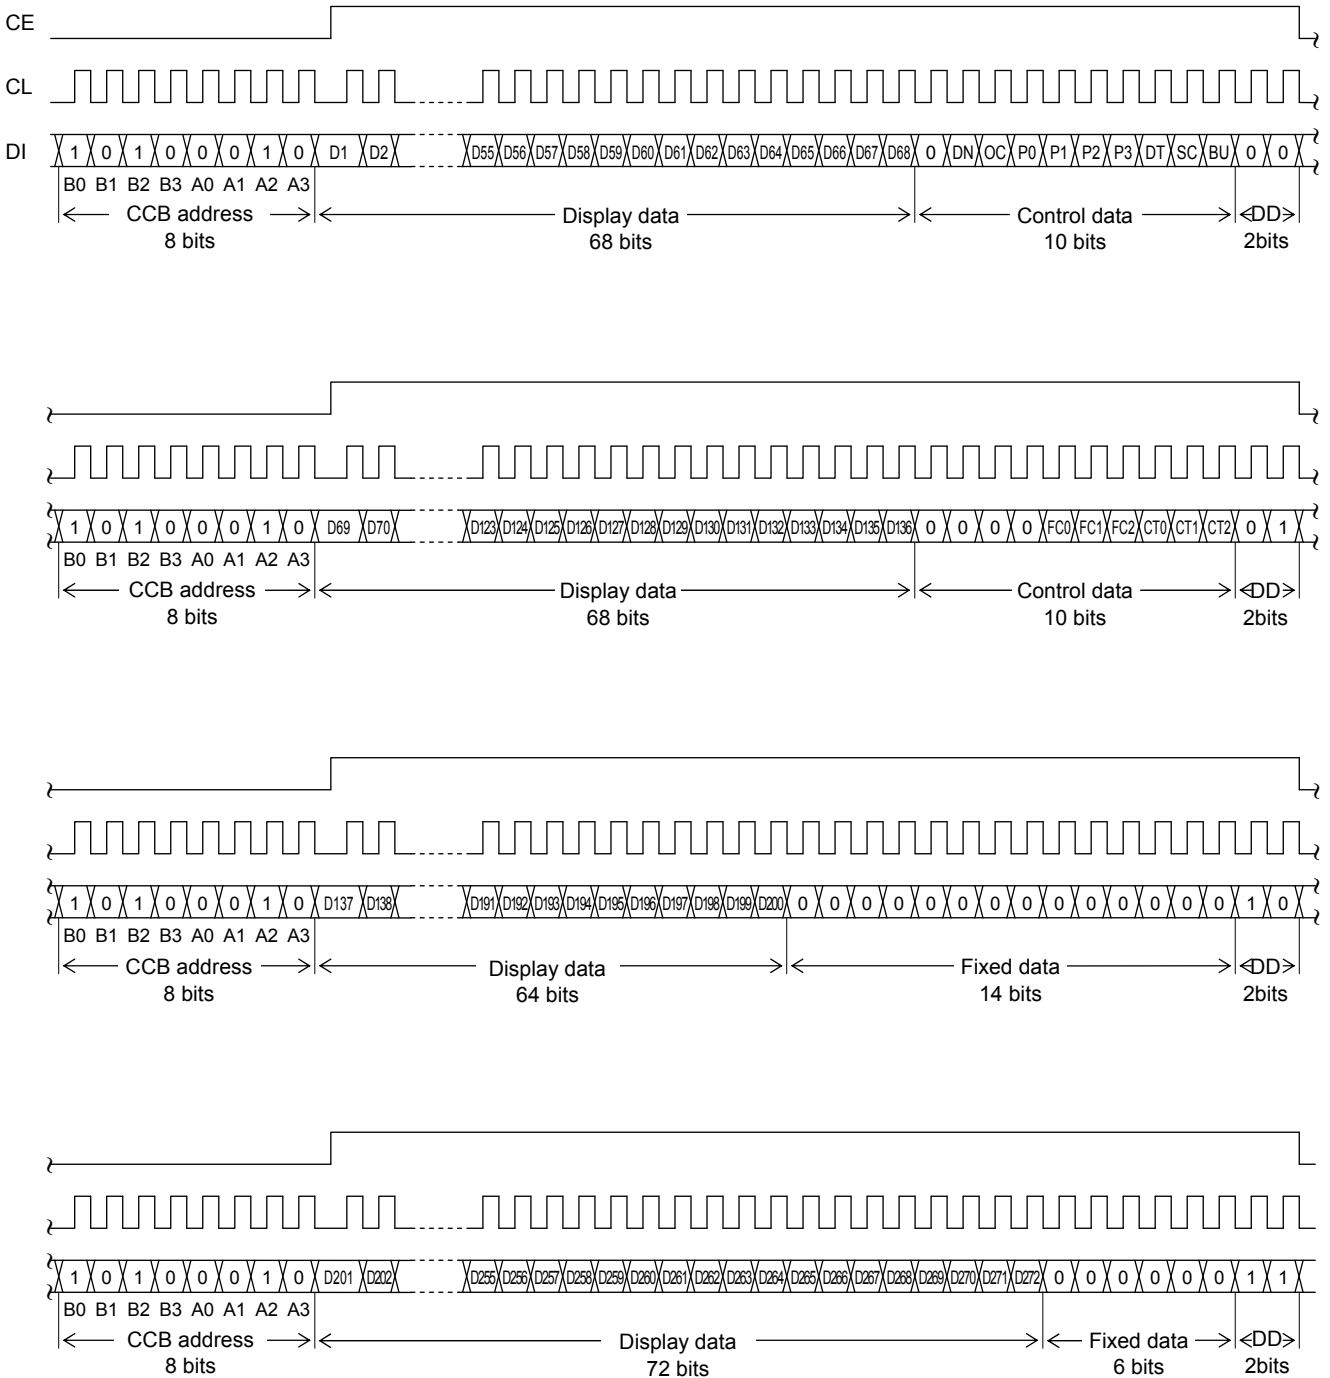 CE
CL
DI 1 0 1 0 0 0 1 0 D1 D2 D55 D56 D57 D58 D59 D60 D61 D62 D63 D64 D65 D66 D67 D68 0 DN OC P0 P1 P2 P3 DT SC BU 0 0
B0 B1 B2 B3 A0 A1 A2 A3
CCB address Display data Control data DD
8 bits 68 bits 10 bits 2bits
1 0 1 0 0 0 1 0 D69 D70 D123 D124 D125 D126 D127 D128 D129 D130 D131 D132 D133 D134 D135 D136 0 0 0 0 FC0 FC1 FC2 CT0 CT1 CT2 0 1
B0 B1 B2 B3 A0 A1 A2 A3
CCB address Display data Control data DD
8 bits 68 bits 10 bits 2bits
1 0 1 0 0 0 1 0 D137 D138 D191 D192 D193 D194 D195 D196 D197 D198 D199 D200 0 0 0 0 0 0 0 0 0 0 0 0 0 0 1 0
B0 B1 B2 B3 A0 A1 A2 A3
CCB address Display data Fixed data DD
8 bits 64 bits 14 bits 2bits
1 0 1 0 0 0 1 0 D201 D202 D255 D256 D257 D258 D259 D260 D261 D262 D263 D264 D265 D266 D267 D268 D269 D270 D271 D272 0 0 0 0 0 0 1 1
B0 B1 B2 B3 A0 A1 A2 A3
CCB address Display data Fixed data DD
8 bits 72 bits 6 bits 2bits